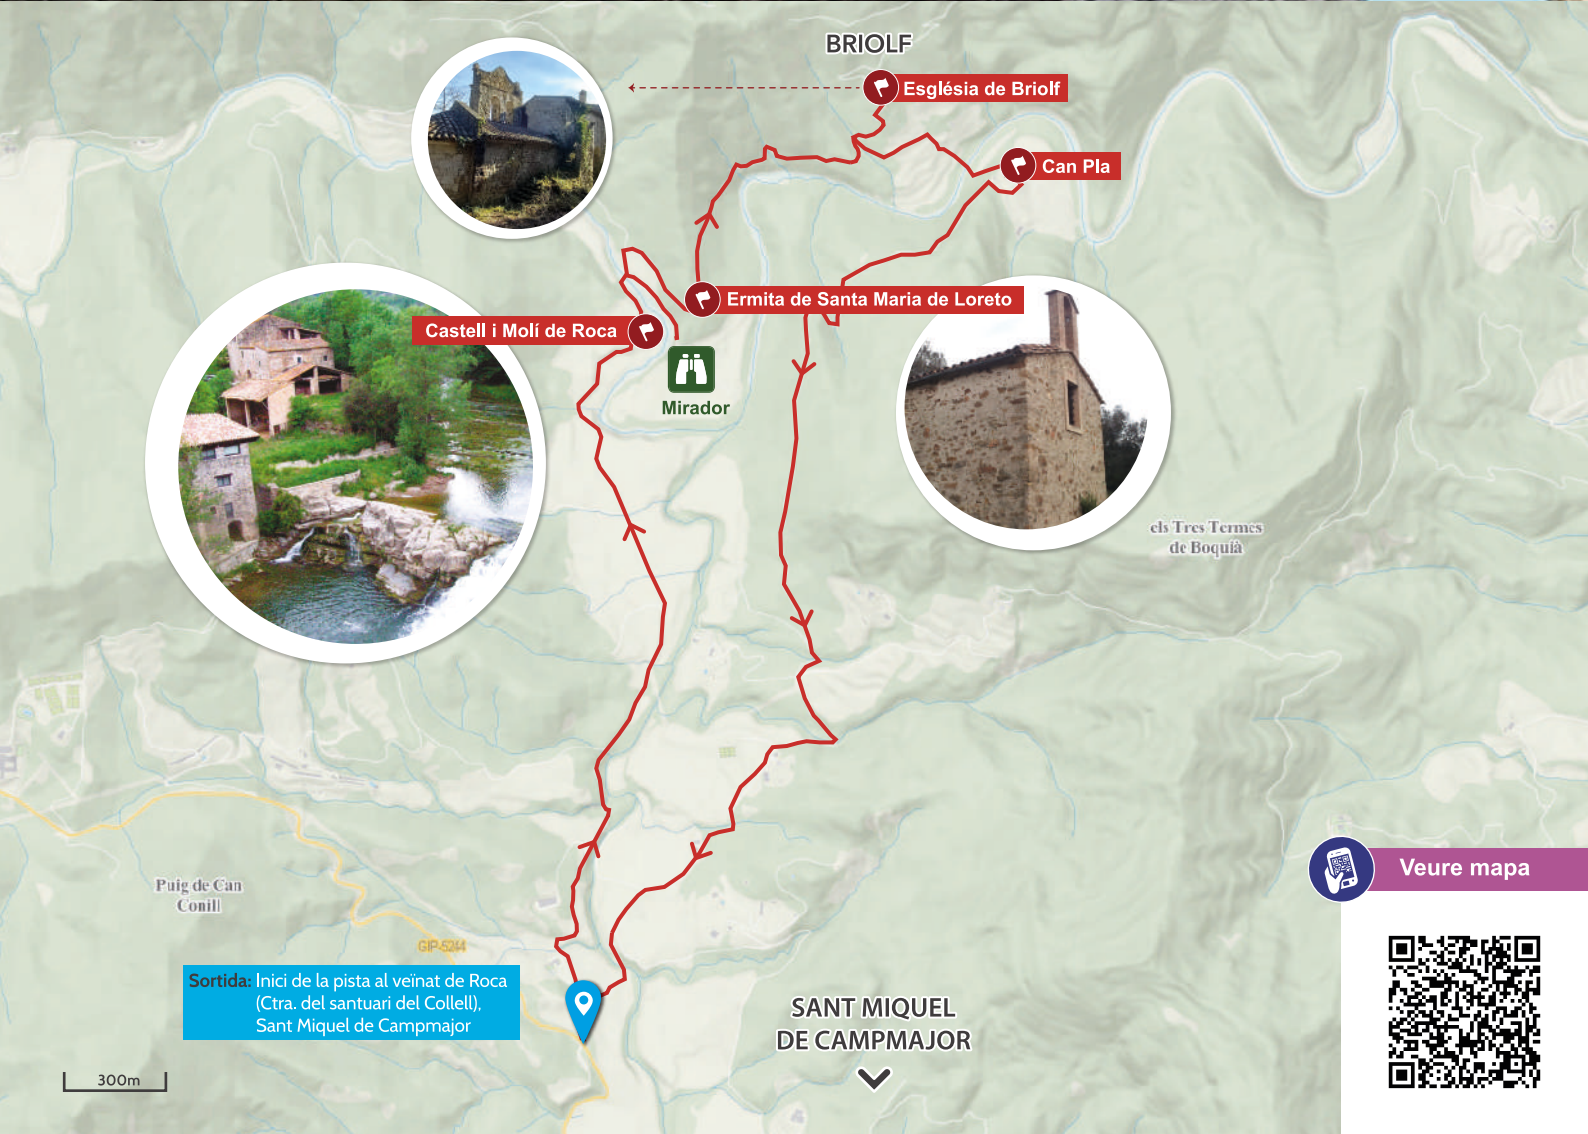 BRIOLF
Església de Briolf
Can Pla
Ermita de Santa Maria de Loreto
Castell i Molí de Roca
Mirador
els Tres Termes
de Boquià
Puig de Can
Conill
GIP-5244
Veure mapa
Sortida: Inici de la pista al veïnat de Roca
(Ctra. del santuari del Collell),
Sant Miquel de Campmajor
SANT MIQUEL
DE CAMPMAJOR
300m